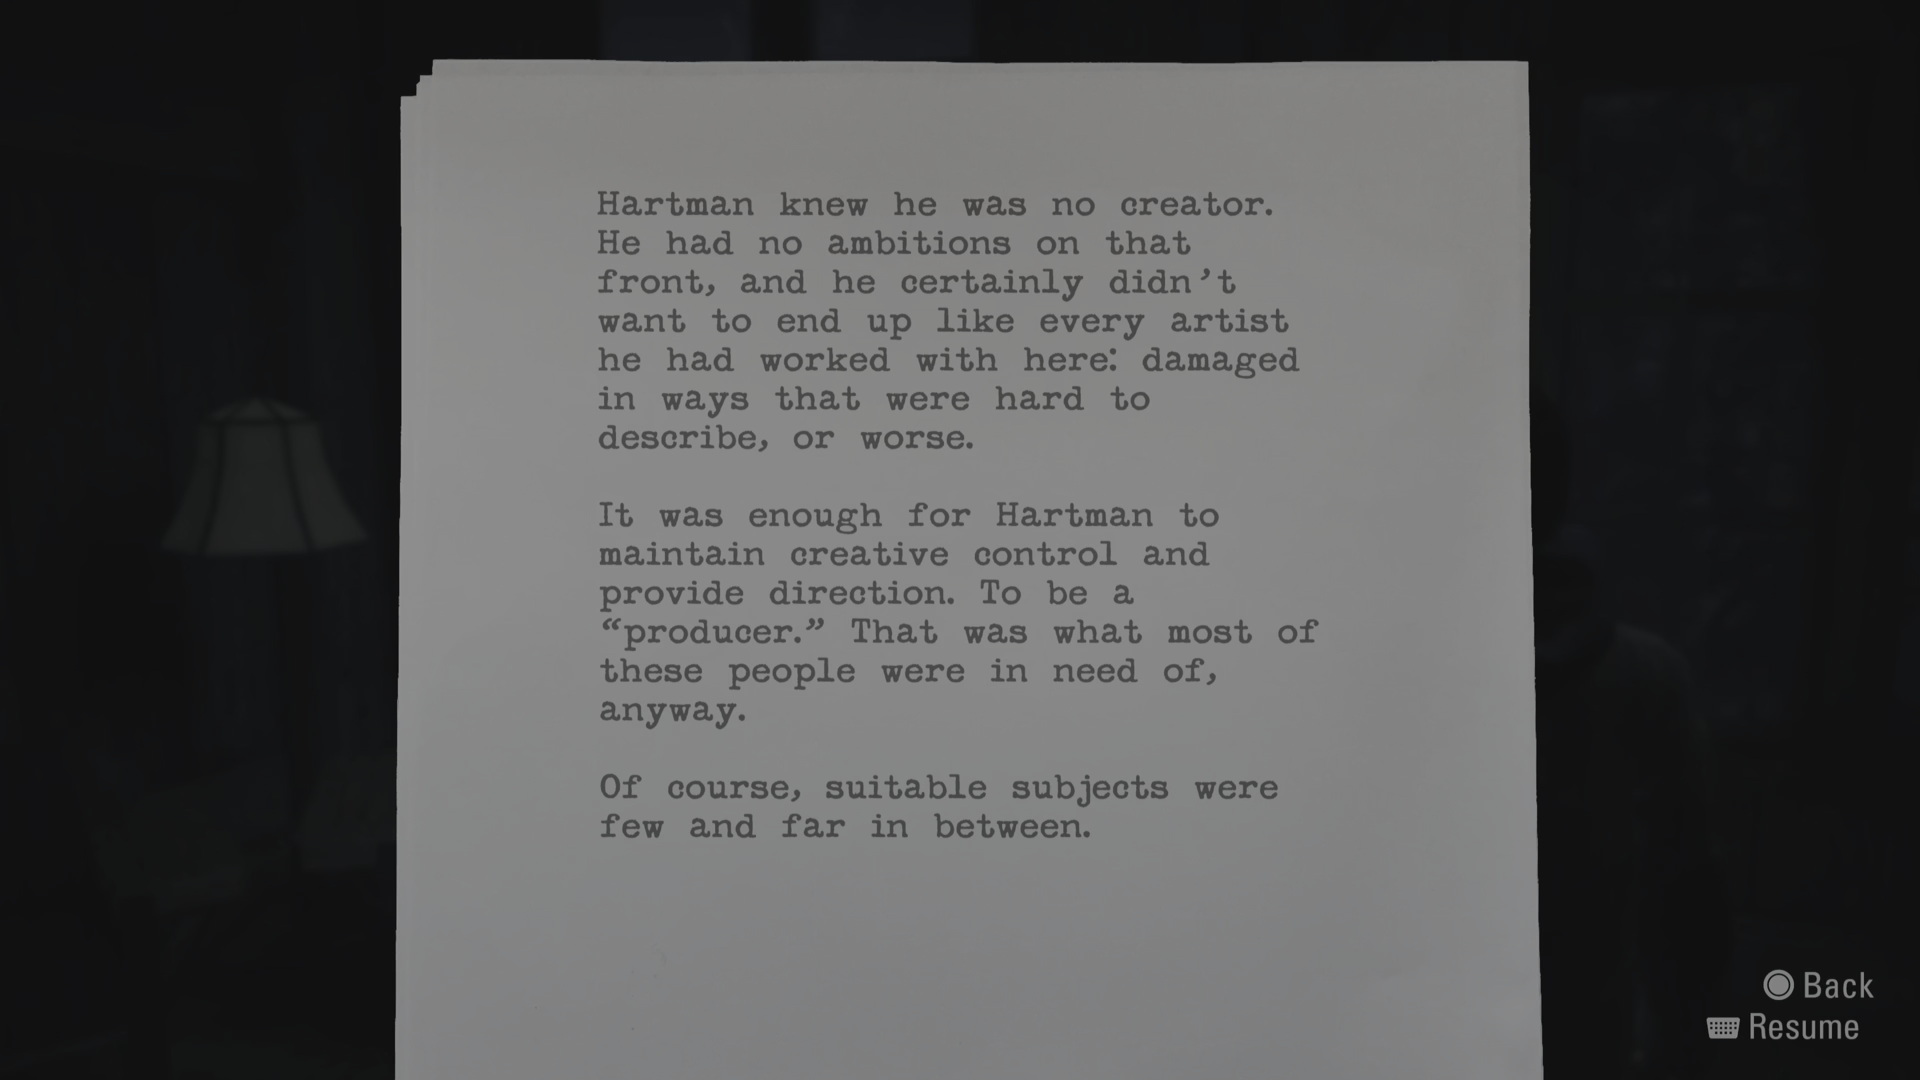 Hartman knew he was no creator.
He had no ambitions on that
front, and he certainly didn’t
want to end up like every artist
he had worked with here: damaged
in ways that were hard to
describe, or worse.
It was enough for Hartman to
maintain creative control and
provide direction. To be a
“producer.” That was what most of
these people were in need of,
anyway.
Of course, suitable subjects were
few and far in between.
Back
Resume